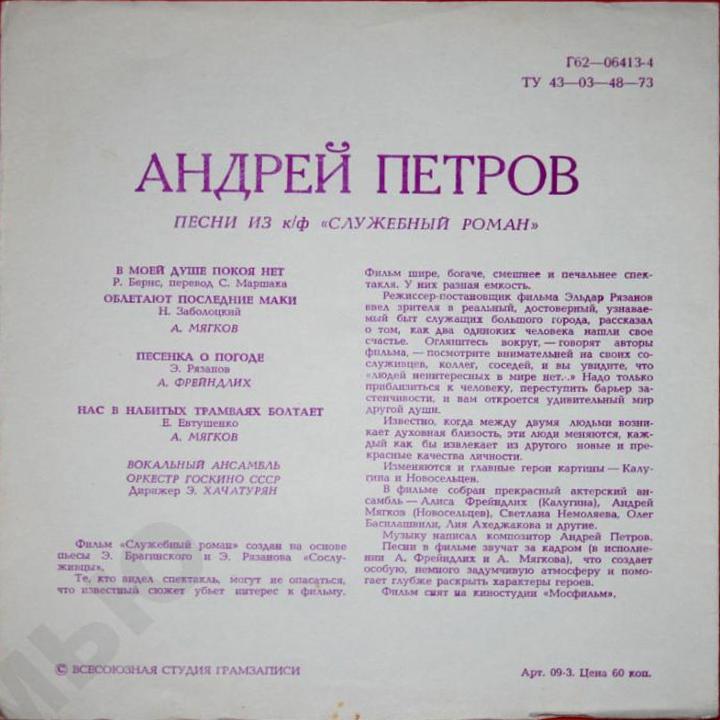 Г62—06413-4
ТУ 43—03—48—73
АНДРЕЙ ПЕТРОВ
ПЕСНИ ИЗ к/ф «СЛУЖЕБНЫЙ РОМАН»
В МОЕЙ ДУШЕ ПОКОЯ НЕТ
Р. Бернс, перевод С. Маршака
ОБЛЕТАЮТ ПОСЛЕДНИЕ МАКИ
Н. Заболоцкий
А. МЯГКОВ
ПЕСЕНКА О ПОГОДЕ
Э. Рязанов
А. ФРЕЙНДЛИХ
НАС В НАБИТЫХ ТРАМВАЯХ БОЛТАЕТ
Е. Евтушенко
А. МЯГКОВ
ВОКАЛЬНЫЙ АНСАМБЛЬ
ОРКЕСТР ГОСКИНО СССР
Дирижер Э. ХАЧАТУРЯН
Фильм «Служебный роман» создан на основе
пьесы Э. Брагинского и Э. Рязанова «Сослу-
живцы».
Те, кто видел спектакль, могут не опасаться,
что известный сюжет убьет интерес к фильму.
Фильм шире, богаче, смешнее и печальнее спек-
такля. У них разная емкость.
Режиссер-постановщик фильма Эльдар Рязанов
ввел зрителя в реальный, достоверный, узнавае-
мый быт служащих большого города, рассказал
о том, как два одиноких человека нашли свое
счастье. Оглянитесь вокруг, — говорят авторы
фильма, — посмотрите внимательней на своих со-
служивцев, коллег, соседей, и вы увидите, что
«людей неинтересных в мире нет...» Надо только
приблизиться к человеку, переступить барьер за-
стенчивости, и вам откроется удивительный мир
другой души.
Известно, когда между двумя людьми возни-
кает духовная близость, эти люди меняются, каж-
дый как бы извлекает из другого новые и пре-
красные качества личности.
Изменяются и главные герои картины — Калу-
гина и Новосельцев.
В фильме собран прекрасный актерский ан-
самбль — Алиса Фрейндлих (Калугина), Андрей
Мягков (Новосельцев), Светлана Немоляева, Олег
Басилашвили, Лия Ахеджакова и другие.
Музыку написал композитор Андрей Петров.
Песни в фильме звучат за кадром (в исполне-
нии А. Фрейндлих и А. Мягкова), что создает
особую, немного задумчивую атмосферу и помо-
гает глубже раскрыть характеры героев.
Фильм снят на киностудии «Мосфильм».
© ВСЕСОЮЗНАЯ СТУДИЯ ГРАМЗАПИСИ
Арт. 09-3. Цена 60 коп.